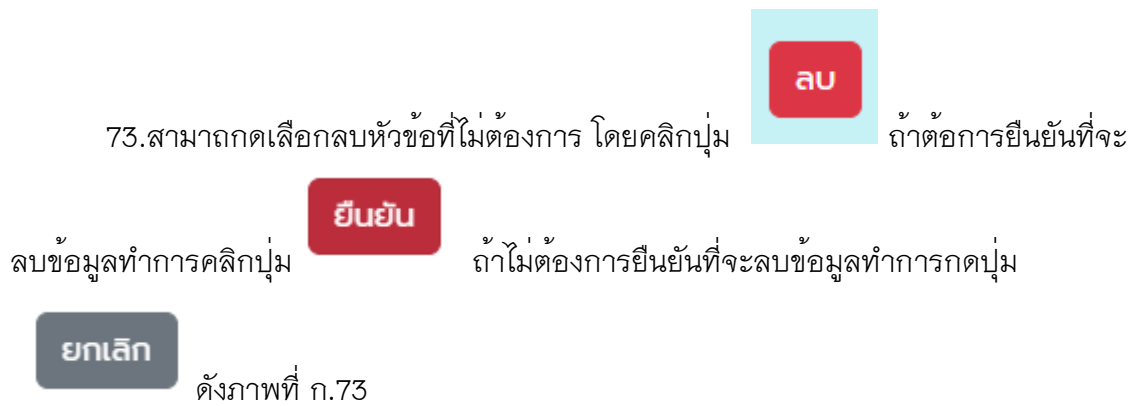 73.สามาถกดเลือกลบหัวข้อที่ไม่ต้องการ โดยคลิกปุ่ม ลบ ถ้าต้อการยืนยันที่จะ
ลบข้อมูลทำการคลิกปุ่ม ยืนยัน ถ้าไม่ต้องการยืนยันที่จะลบข้อมูลทำการกดปุ่ม
ยกเลิก ดังภาพที่ ก.73